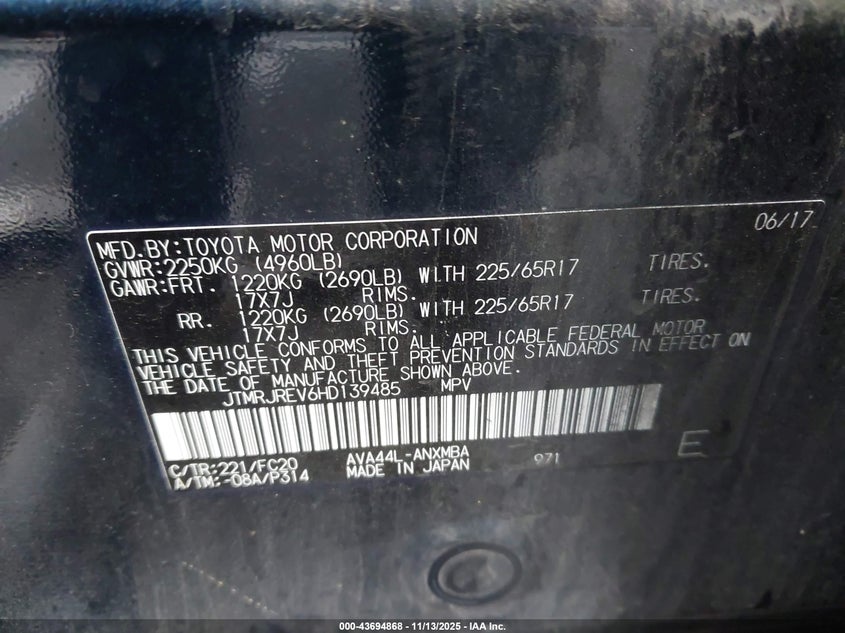 06/17
MFD.BY:TOYOTA MOTOR CORPORATION
GVWR:2250KG (4960LB)
GAWR:FRT. 1220KG (2690LB) WITH 225/65R17 TIRES.
17X7J RIMS.
RR. 1220KG (2690LB) WITH 225/65R17 TIRES.
17X7J RIMS.
THIS VEHICLE CONFORMS TO ALL APPLICABLE FEDERAL MOTOR
VEHICLE SAFETY AND THEFT PREVENTION STANDARDS IN EFFECT ON
THE DATE OF MANUFACTURE SHOWN ABOVE.
JTMRJREV6HD139485 MPV
C/TR:221/FC20 AVA44L-ANXMBA
A/TM:-08A/P314 MADE IN JAPAN 971 E
000-43694868 - 11/13/2025 - IAA Inc.